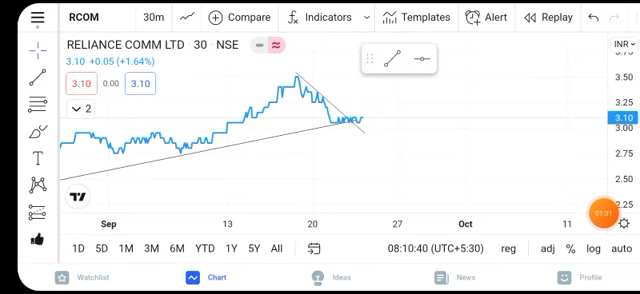 RCOM 30m Compare Indicators Templates Alert Replay
RELIANCE COMM LTD · 30 · NSE
INR
3.10 +0.05 (+1.64%)
3.75
3.10 0.00 3.10
3.50
2
3.25
3.10
3.00
2.75
2.50
2.25
01:31
Sep 13 20 27 Oct 11
1D 5D 1M 3M 6M YTD 1Y 5Y All 08:10:40 (UTC+5:30) reg adj % log auto
Watchlist Chart Ideas News Profile